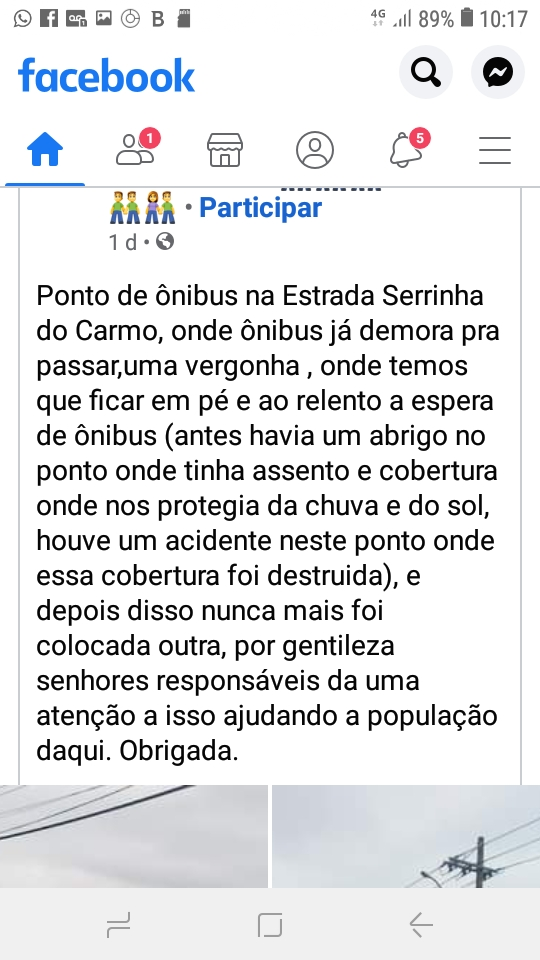 4G 89% 10:17
facebook
1
5
👬👭 • Participar
1 d •
Ponto de ônibus na Estrada Serrinha
do Carmo, onde ônibus já demora pra
passar,uma vergonha , onde temos
que ficar em pé e ao relento a espera
de ônibus (antes havia um abrigo no
ponto onde tinha assento e cobertura
onde nos protegia da chuva e do sol,
houve um acidente neste ponto onde
essa cobertura foi destruida), e
depois disso nunca mais foi
colocada outra, por gentileza
senhores responsáveis da uma
atenção a isso ajudando a população
daqui. Obrigada.